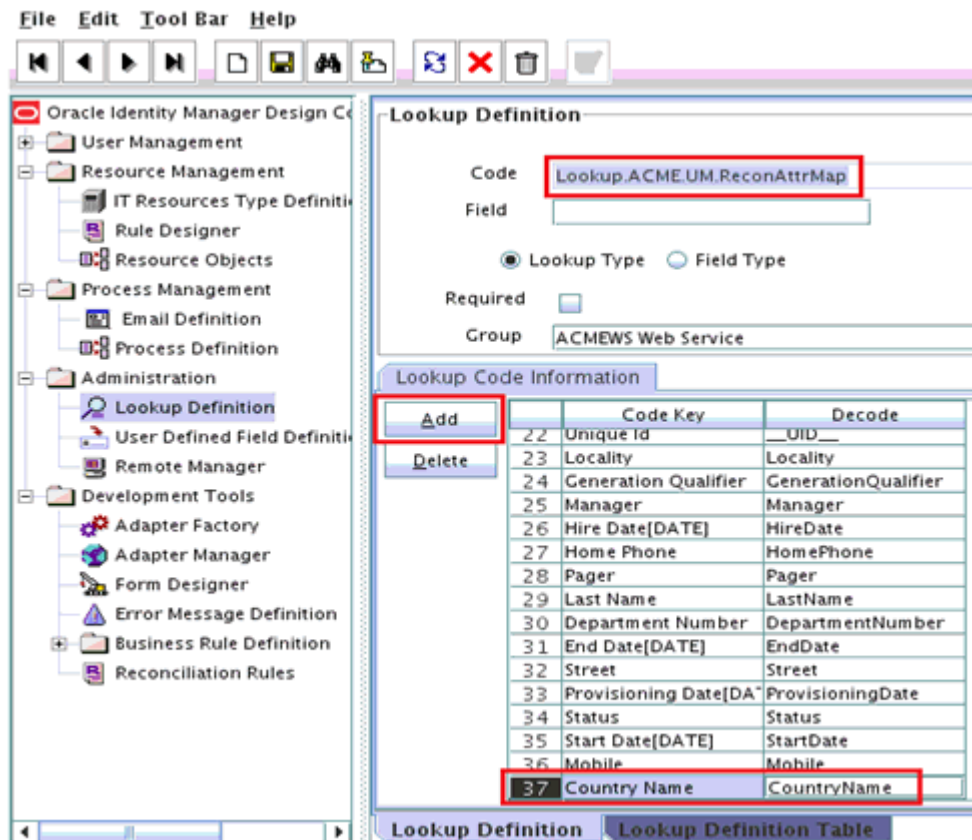 File Edit Tool Bar Help
Oracle Identity Manager Design Co
User Management
Resource Management
IT Resources Type Definiti
Rule Designer
Resource Objects
Process Management
Email Definition
Process Definition
Administration
Lookup Definition
User Defined Field Definiti
Remote Manager
Development Tools
Adapter Factory
Adapter Manager
Form Designer
Error Message Definition
Business Rule Definition
Reconciliation Rules
Lookup Definition
Code Lookup.ACME.UM.ReconAttrMap
Field
Lookup Type Field Type
Required
Group ACMEWS Web Service
Lookup Code Information
Add
Delete
Code Key Decode
22 Unique Id __UID__
23 Locality Locality
24 Generation Qualifier GenerationQualifier
25 Manager Manager
26 Hire Date[DATE] HireDate
27 Home Phone HomePhone
28 Pager Pager
29 Last Name LastName
30 Department Number DepartmentNumber
31 End Date[DATE] EndDate
32 Street Street
33 Provisioning Date[DA ProvisioningDate
34 Status Status
35 Start Date[DATE] StartDate
36 Mobile Mobile
37 Country Name CountryName
Lookup Definition Lookup Definition Table